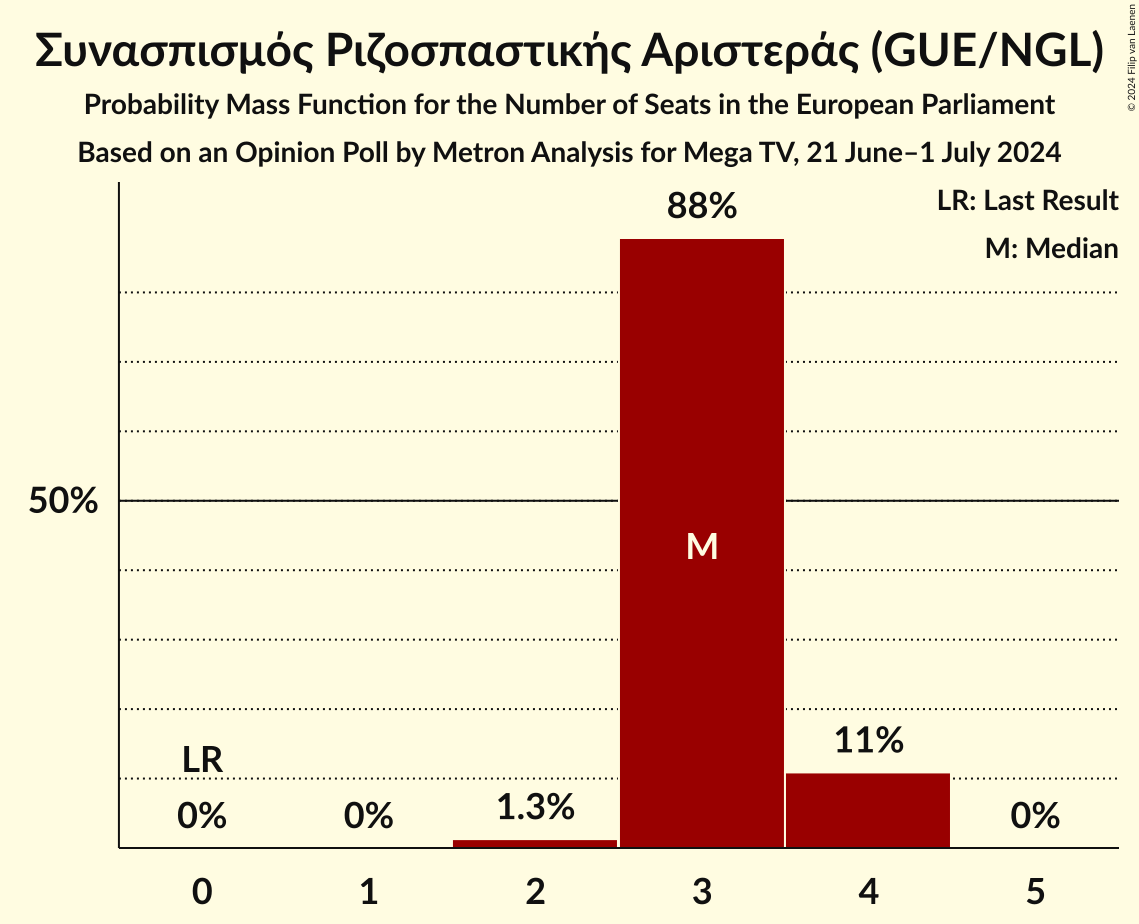 Συνασπισμός Ριζοσπαστικής Αριστεράς (GUE/NGL)
Probability Mass Function for the Number of Seats in the European Parliament
Based on an Opinion Poll by Metron Analysis for Mega TV, 21 June–1 July 2024
© 2024 Filip van Laenen
LR: Last Result
M: Median
88%
50%
M
LR
11%
0%
0%
1.3%
0%
0
1
2
3
4
5